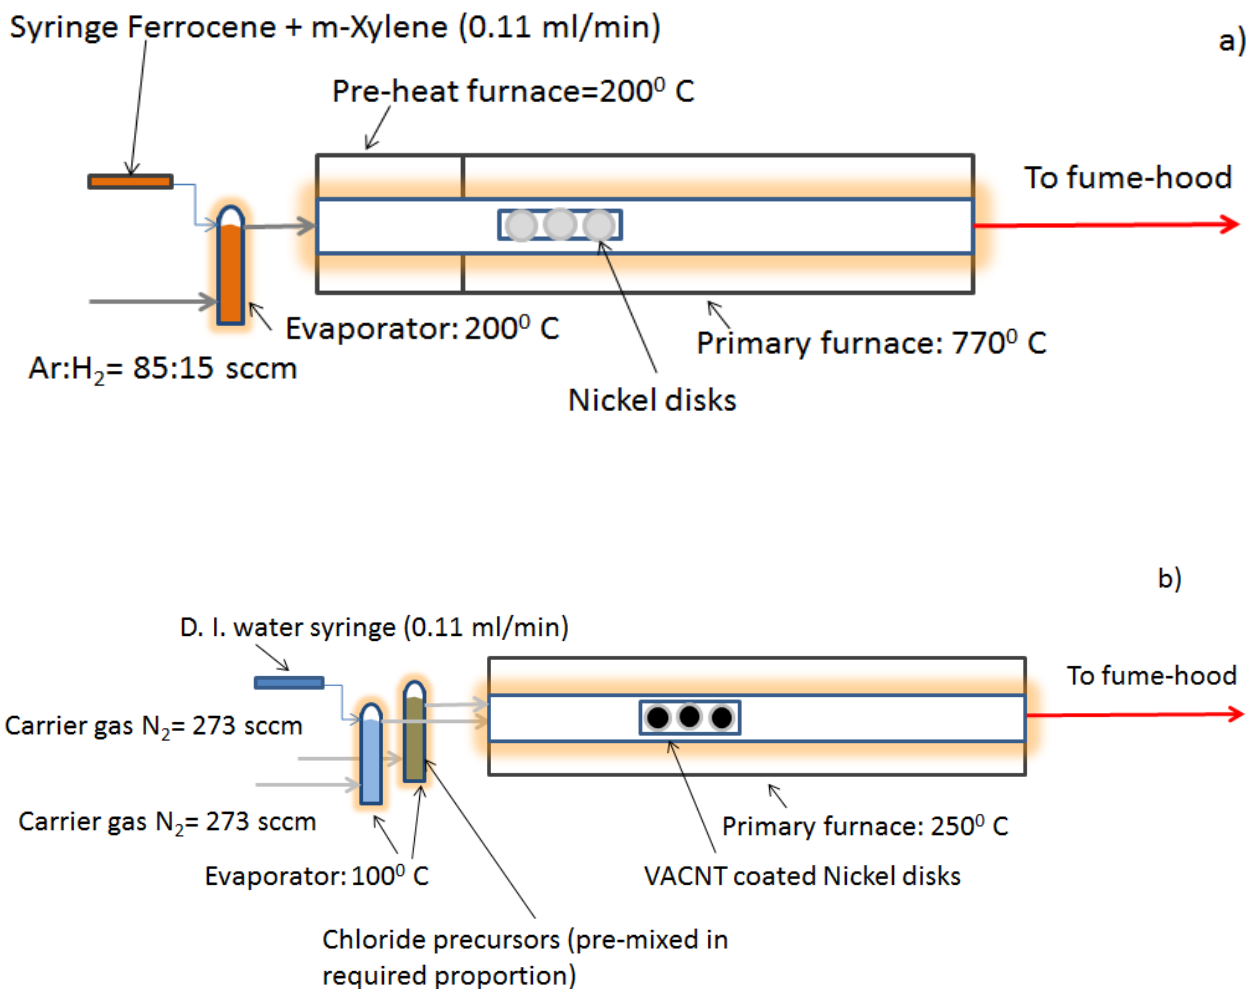 Syringe Ferrocene + m-Xylene (0.11 ml/min)
a)
Pre-heat furnace=200⁰ C
To fume-hood
Evaporator: 200⁰ C
Primary furnace: 770⁰ C
Ar:H₂= 85:15 sccm
Nickel disks
b)
D. I. water syringe (0.11 ml/min)
To fume-hood
Carrier gas N₂= 273 sccm
Carrier gas N₂= 273 sccm
Primary furnace: 250⁰ C
Evaporator: 100⁰ C
VACNT coated Nickel disks
Chloride precursors (pre-mixed in
required proportion)